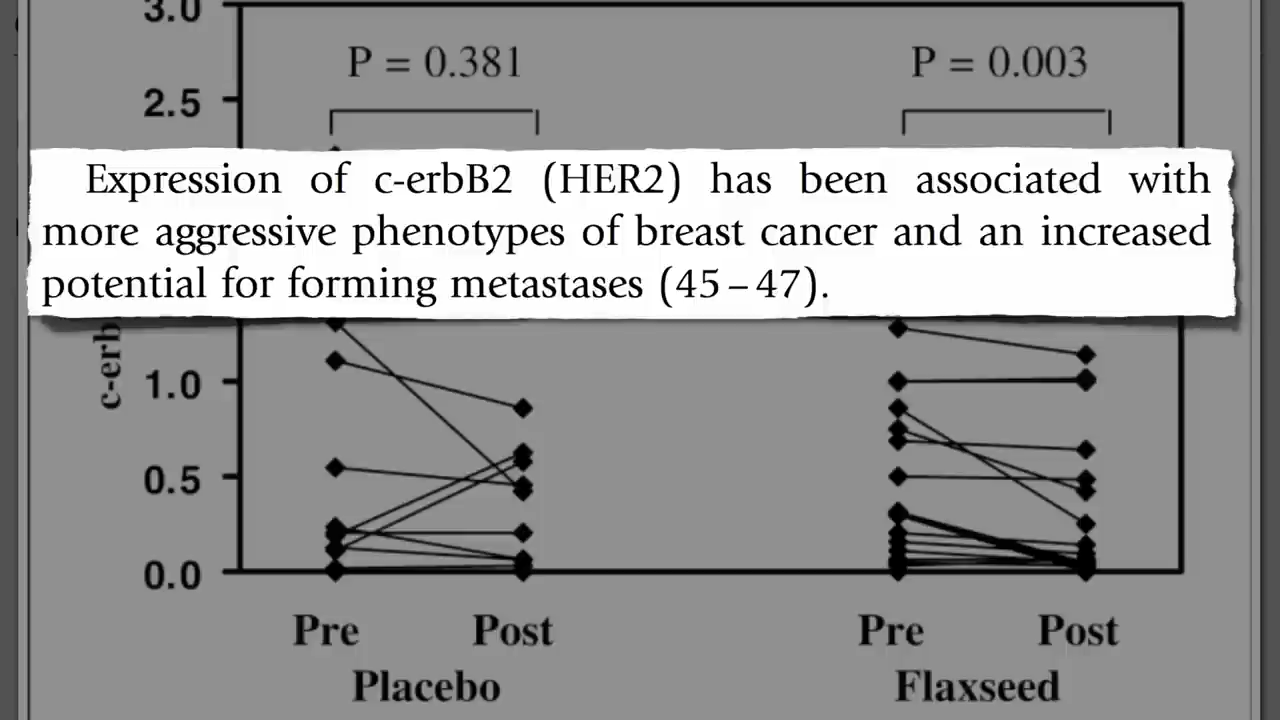 3.0
P = 0.381
P = 0.003
2.5
Expression of c-erbB2 (HER2) has been associated with
more aggressive phenotypes of breast cancer and an increased
potential for forming metastases (45–47).
c-erb
1.0
0.5
0.0
Pre
Post
Pre
Post
Placebo
Flaxseed